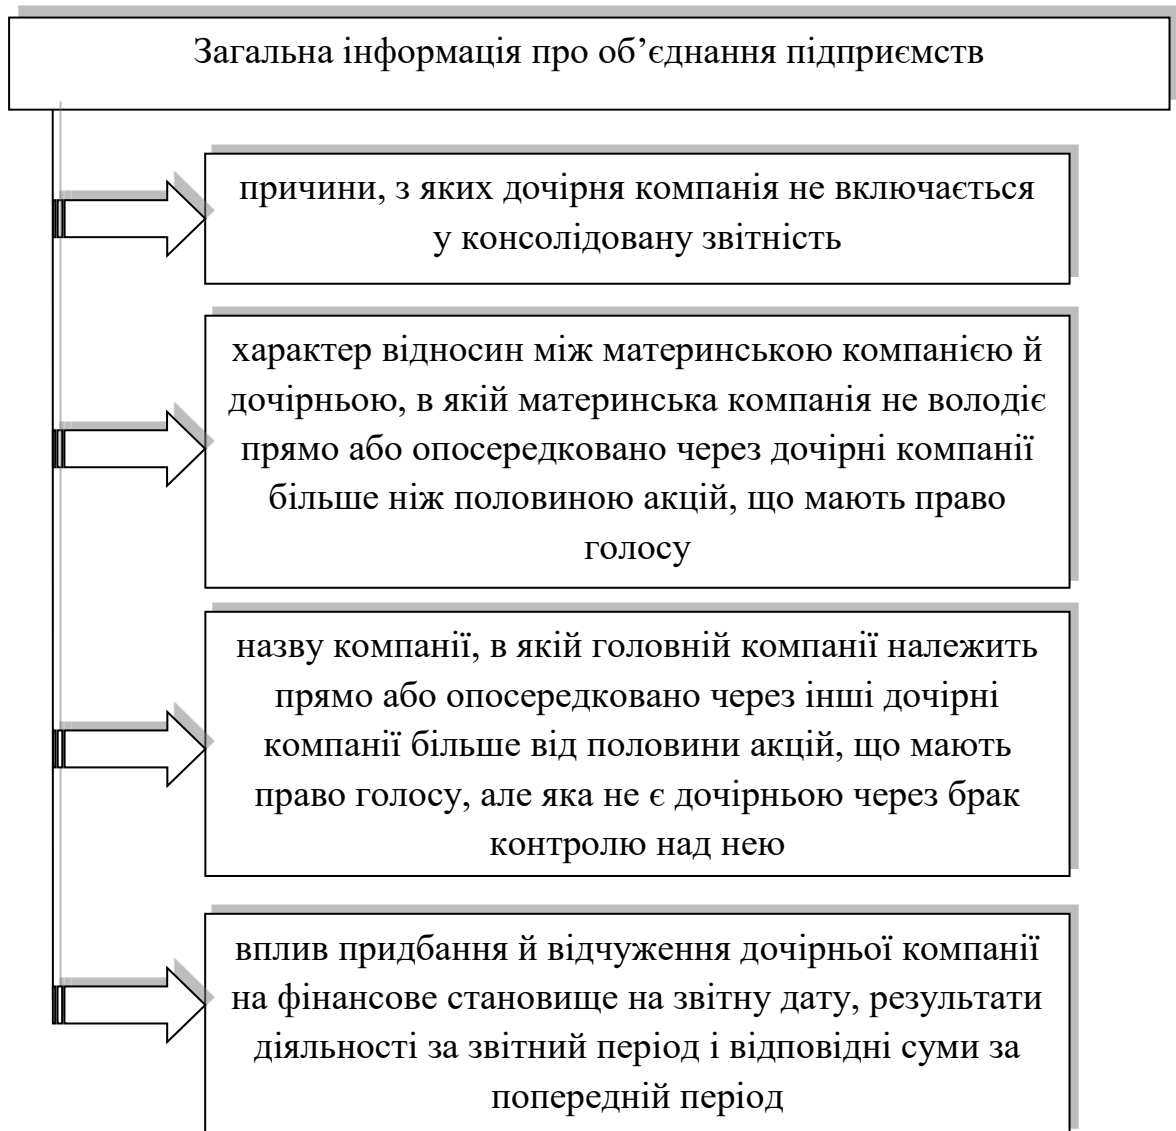 Загальна інформація про об’єднання підприємств
причини, з яких дочірня компанія не включається
у консолідовану звітність
характер відносин між материнською компанією й
дочірньою, в якій материнська компанія не володіє
прямо або опосередковано через дочірні компанії
більше ніж половиною акцій, що мають право
голосу
назву компанії, в якій головній компанії належить
прямо або опосередковано через інші дочірні
компанії більше від половини акцій, що мають
право голосу, але яка не є дочірньою через брак
контролю над нею
вплив придбання й відчуження дочірньої компанії
на фінансове становище на звітну дату, результати
діяльності за звітний період і відповідні суми за
попередній період